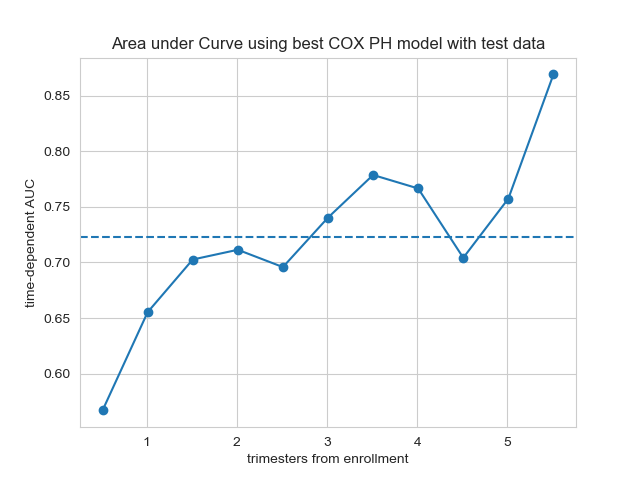 Area under Curve using best COX PH model with test data
time-dependent AUC
0.85
0.80
0.75
0.70
0.65
0.60
1 2 3 4 5
trimesters from enrollment